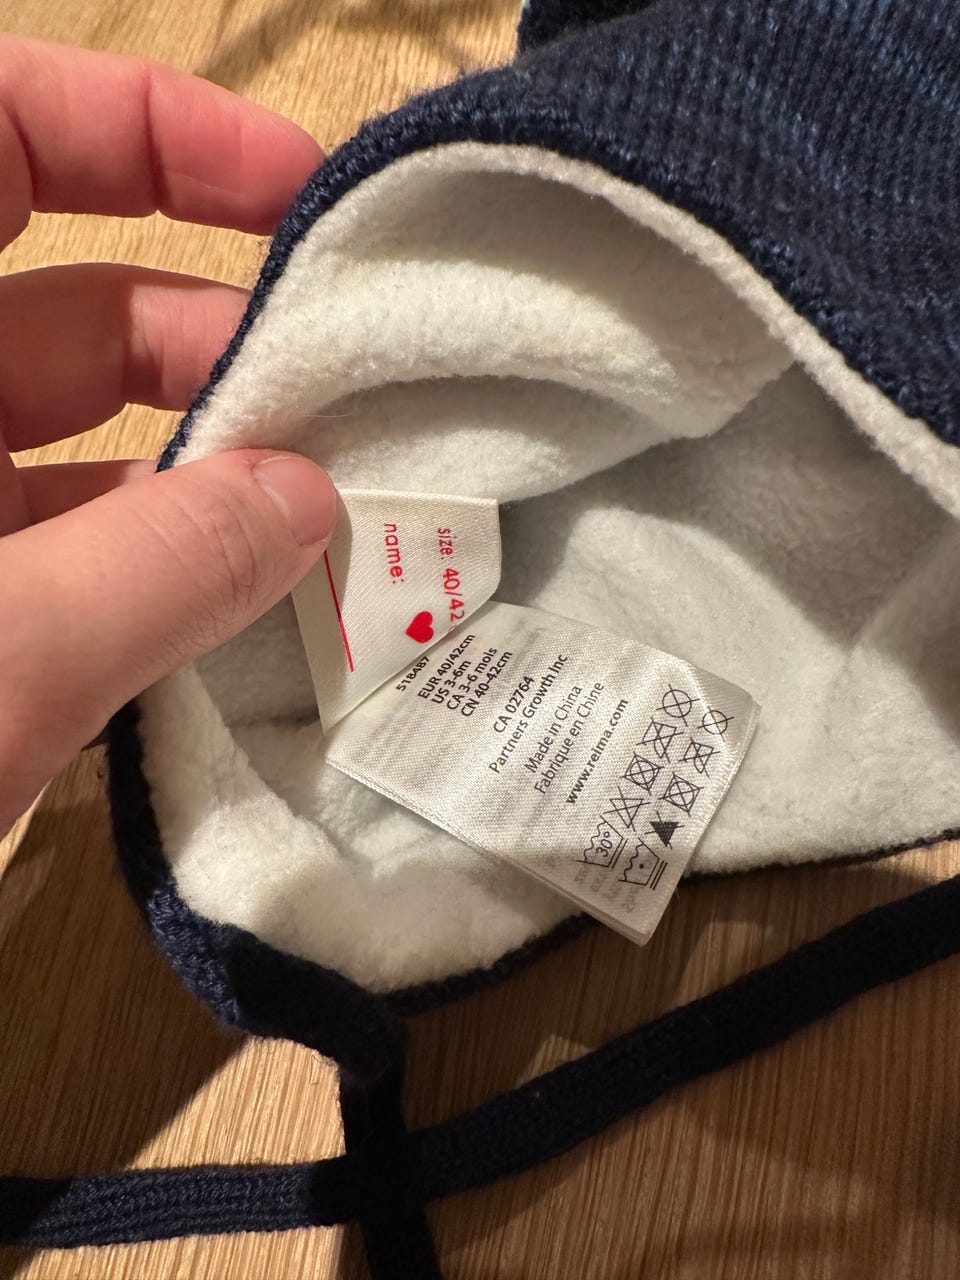 size: 40/42
name:
518487
EUR 40/42cm
US 3-6m
CA 3-6 mois
CN 40-42cm
CA 02764
Partners Growth Inc
Made in China
Fabriqué en Chine
www.reima.com
30°